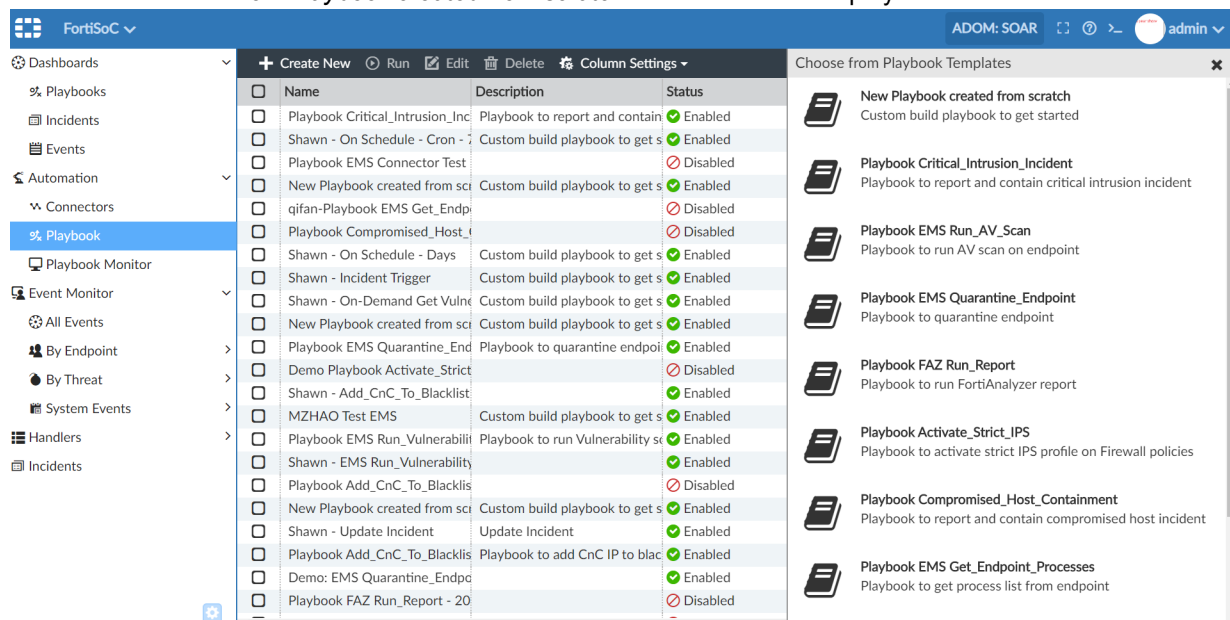 FortiSoC
ADOM: SOAR
admin
Dashboards
Playbooks
Incidents
Events
Automation
Connectors
Playbook
Playbook Monitor
Event Monitor
All Events
By Endpoint
By Threat
System Events
Handlers
Incidents
Create New Run Edit Delete Column Settings
Name Description Status
Playbook Critical_Intrusion_Inc Playbook to report and contain Enabled
Shawn - On Schedule - Cron - Custom build playbook to get s Enabled
Playbook EMS Connector Test Disabled
New Playbook created from scr Custom build playbook to get s Enabled
qifan-Playbook EMS Get_Endp Disabled
Playbook Compromised_Host_ Disabled
Shawn - On Schedule - Days Custom build playbook to get s Enabled
Shawn - Incident Trigger Custom build playbook to get s Enabled
Shawn - On-Demand Get Vulne Custom build playbook to get s Enabled
New Playbook created from scr Custom build playbook to get s Enabled
Playbook EMS Quarantine_End Playbook to quarantine endpoi Enabled
Demo Playbook Activate_Strict Disabled
Shawn - Add_CnC_To_Blacklist Enabled
MZHAO Test EMS Custom build playbook to get s Enabled
Playbook EMS Run_Vulnerabili Playbook to run Vulnerability sc Enabled
Shawn - EMS Run_Vulnerability Enabled
Playbook Add_CnC_To_Blacklis Disabled
New Playbook created from scr Custom build playbook to get s Enabled
Shawn - Update Incident Update Incident Enabled
Playbook Add_CnC_To_Blacklis Playbook to add CnC IP to blac Enabled
Demo: EMS Quarantine_Endpo Enabled
Playbook FAZ Run_Report - 20 Disabled
Choose from Playbook Templates
New Playbook created from scratch
Custom build playbook to get started
Playbook Critical_Intrusion_Incident
Playbook to report and contain critical intrusion incident
Playbook EMS Run_AV_Scan
Playbook to run AV scan on endpoint
Playbook EMS Quarantine_Endpoint
Playbook to quarantine endpoint
Playbook FAZ Run_Report
Playbook to run FortiAnalyzer report
Playbook Activate_Strict_IPS
Playbook to activate strict IPS profile on Firewall policies
Playbook Compromised_Host_Containment
Playbook to report and contain compromised host incident
Playbook EMS Get_Endpoint_Processes
Playbook to get process list from endpoint